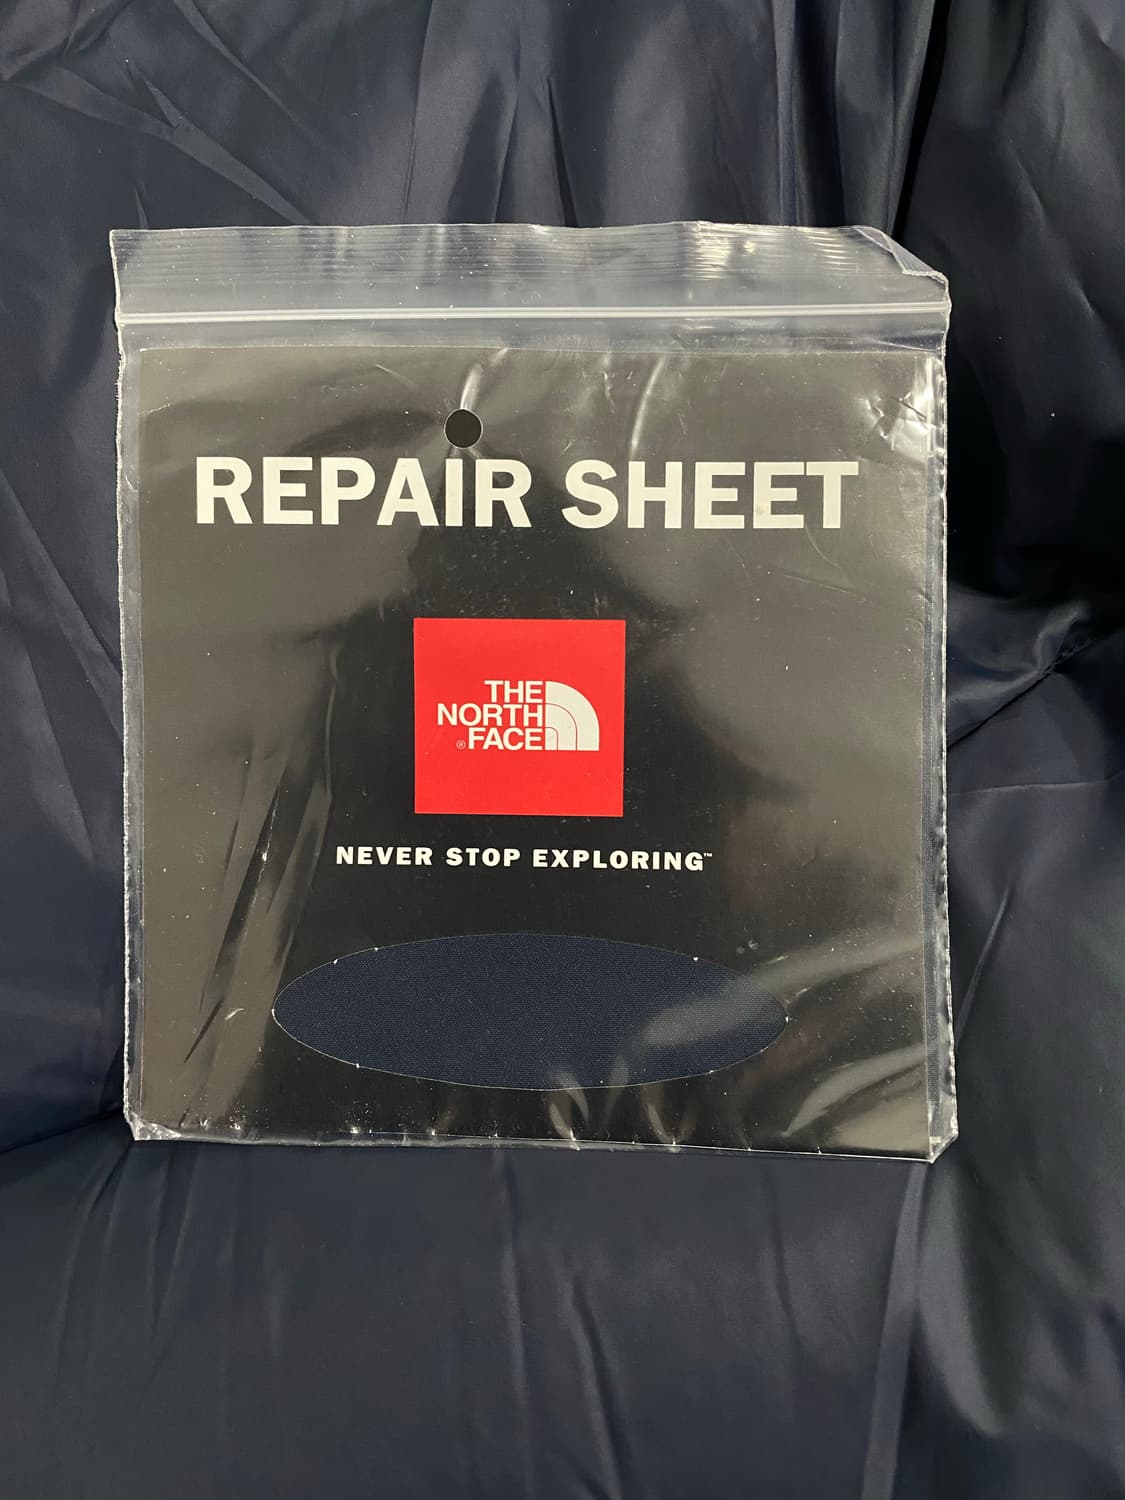 REPAIR SHEET
THE
NORTH
® FACE
NEVER STOP EXPLORING™